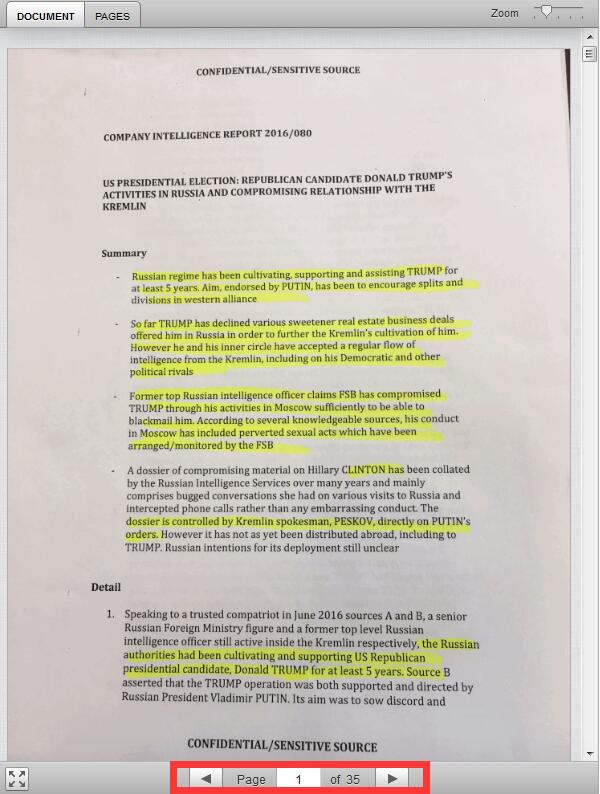 DOCUMENT
PAGES
Zoom
CONFIDENTIAL/SENSITIVE SOURCE
COMPANY INTELLIGENCE REPORT 2016/080
US PRESIDENTIAL ELECTION: REPUBLICAN CANDIDATE DONALD TRUMP'S
ACTIVITIES IN RUSSIA AND COMPROMISING RELATIONSHIP WITH THE
KREMLIN
Summary
- Russian regime has been cultivating, supporting and assisting TRUMP for
at least 5 years. Aim, endorsed by PUTIN, has been to encourage splits and
divisions in western alliance
- So far TRUMP has declined various sweetener real estate business deals
offered him in Russia in order to further the Kremlin's cultivation of him.
However he and his inner circle have accepted a regular flow of
intelligence from the Kremlin, including on his Democratic and other
political rivals
- Former top Russian intelligence officer claims FSB has compromised
TRUMP through his activities in Moscow sufficiently to be able to
blackmail him. According to several knowledgeable sources, his conduct
in Moscow has included perverted sexual acts which have been
arranged/monitored by the FSB
- A dossier of compromising material on Hillary CLINTON has been collated
by the Russian Intelligence Services over many years and mainly
comprises bugged conversations she had on various visits to Russia and
intercepted phone calls rather than any embarrassing conduct. The
dossier is controlled by Kremlin spokesman, PESKOV, directly on PUTIN's
orders. However it has not as yet been distributed abroad, including to
TRUMP. Russian intentions for its deployment still unclear
Detail
1. Speaking to a trusted compatriot in June 2016 sources A and B, a senior
Russian Foreign Ministry figure and a former top level Russian
intelligence officer still active inside the Kremlin respectively, the Russian
authorities had been cultivating and supporting US Republican
presidential candidate, Donald TRUMP for at least 5 years. Source B
asserted that the TRUMP operation was both supported and directed by
Russian President Vladimir PUTIN. Its aim was to sow discord and
CONFIDENTIAL/SENSITIVE SOURCE
Page 1 of 35